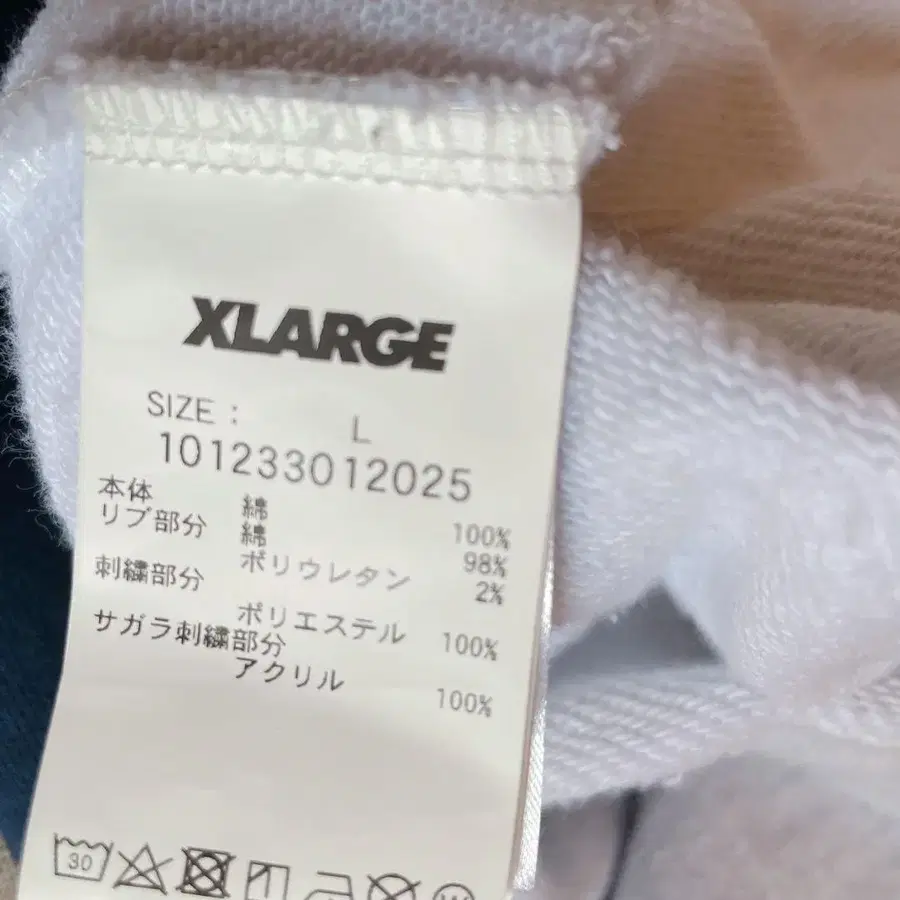 XLARGE
SIZE : L
101233012025
本体 綿 100%
リブ部分 綿 98%
ポリウレタン 2%
刺繍部分
ポリエステル 100%
サガラ刺繍部分
アクリル 100%
30
W